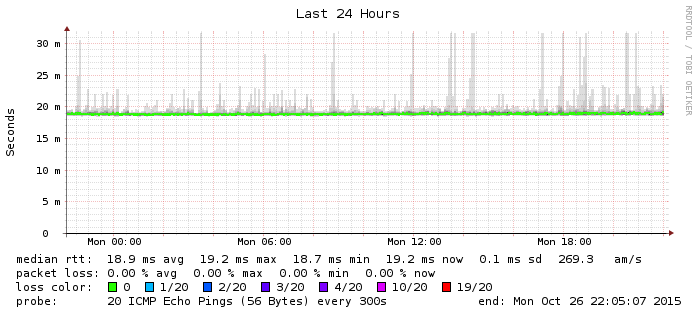 Last 24 Hours
RRDTOOL / TOBI OETIKER
Seconds
30 m
25 m
20 m
15 m
10 m
5 m
0
Mon 00:00 Mon 06:00 Mon 12:00 Mon 18:00
median rtt: 18.9 ms avg 19.2 ms max 18.7 ms min 19.2 ms now 0.1 ms sd 269.3 am/s
packet loss: 0.00 % avg 0.00 % max 0.00 % min 0.00 % now
loss color: 0 1/20 2/20 3/20 4/20 10/20 19/20
probe: 20 ICMP Echo Pings (56 Bytes) every 300s end: Mon Oct 26 22:05:07 2015